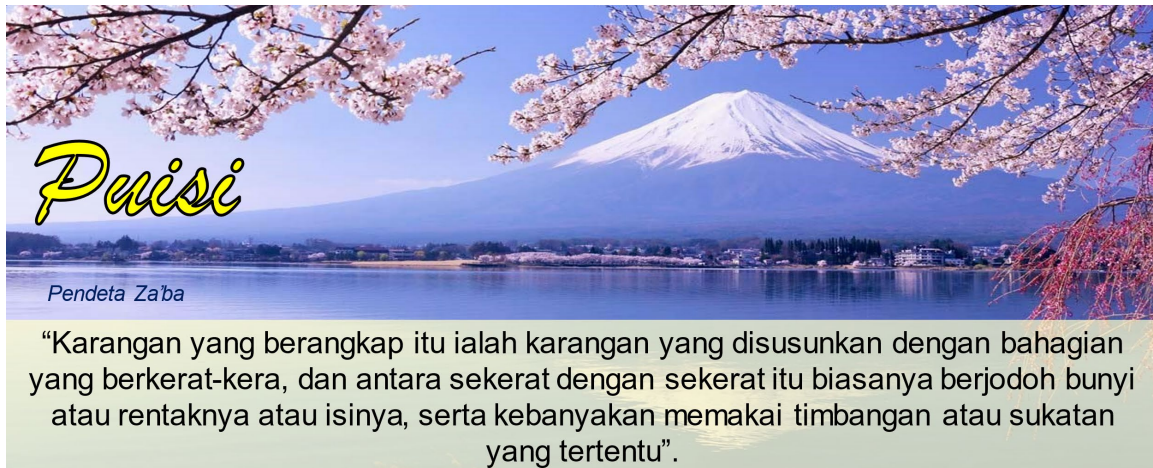 Puisi
Pendeta Za’ba
“Karangan yang berangkap itu ialah karangan yang disusunkan dengan bahagian
yang berkerat-kera, dan antara sekerat dengan sekerat itu biasanya berjodoh bunyi
atau rentaknya atau isinya, serta kebanyakan memakai timbangan atau sukatan
yang tertentu”.